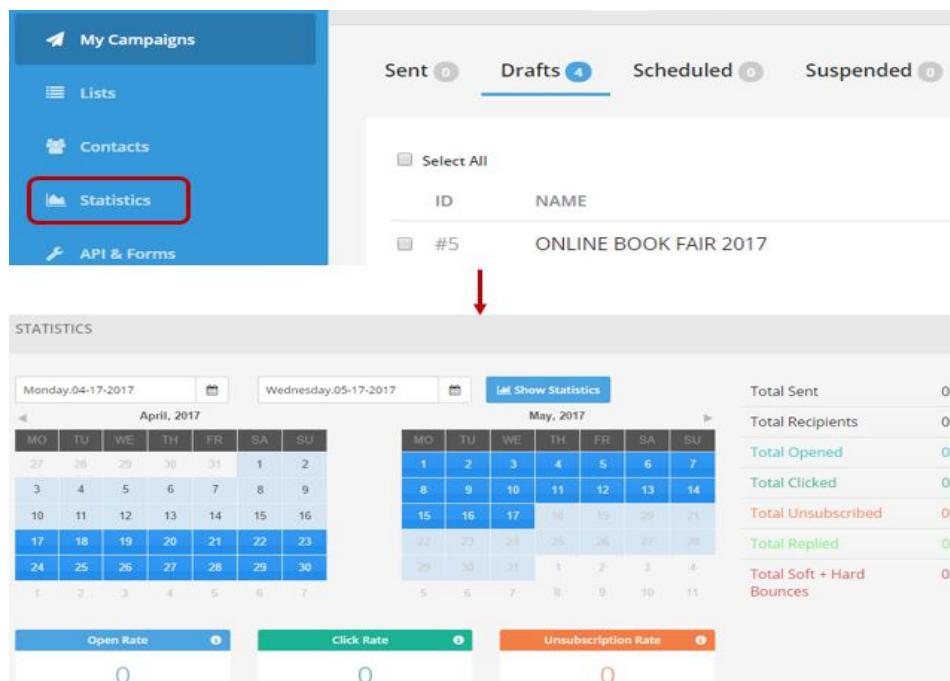 My Campaigns
Lists
Contacts
Statistics
API & Forms
Sent 0 Drafts 4 Scheduled 0 Suspended 0
Select All
ID NAME
#5 ONLINE BOOK FAIR 2017
STATISTICS
Monday.04-17-2017 Wednesday.05-17-2017 Show Statistics
April, 2017
MO TU WE TH FR SA SU
27 28 29 30 31 1 2
3 4 5 6 7 8 9
10 11 12 13 14 15 16
17 18 19 20 21 22 23
24 25 26 27 28 29 30
1 2 3 4 5 6 7
May, 2017
MO TU WE TH FR SA SU
1 2 3 4 5 6 7
8 9 10 11 12 13 14
15 16 17 18 19 20 21
22 23 24 25 26 27 28
29 30 31 1 2 3 4
5 6 7 8 9 10 11
Total Sent 0
Total Recipients 0
Total Opened 0
Total Clicked 0
Total Unsubscribed 0
Total Replied 0
Total Soft + Hard 0
Bounces
Open Rate
0
Click Rate
0
Unsubscription Rate
0